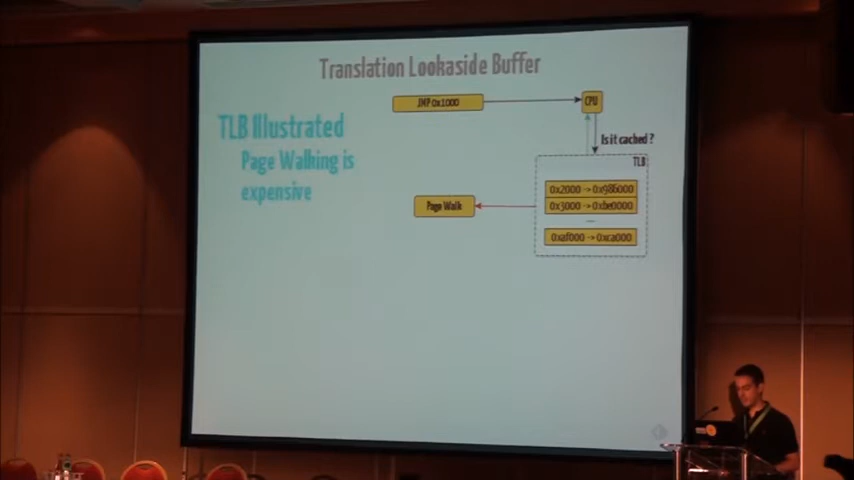 Translation Lookaside Buffer
TLB Illustrated
Page Walking is
expensive
JMP 0x1000
CPU
Is it cached ?
TLB
0x2000 -> 0x986000
0x3000 -> 0xbe0000
...
0xaf000 -> 0xca000
Page Walk